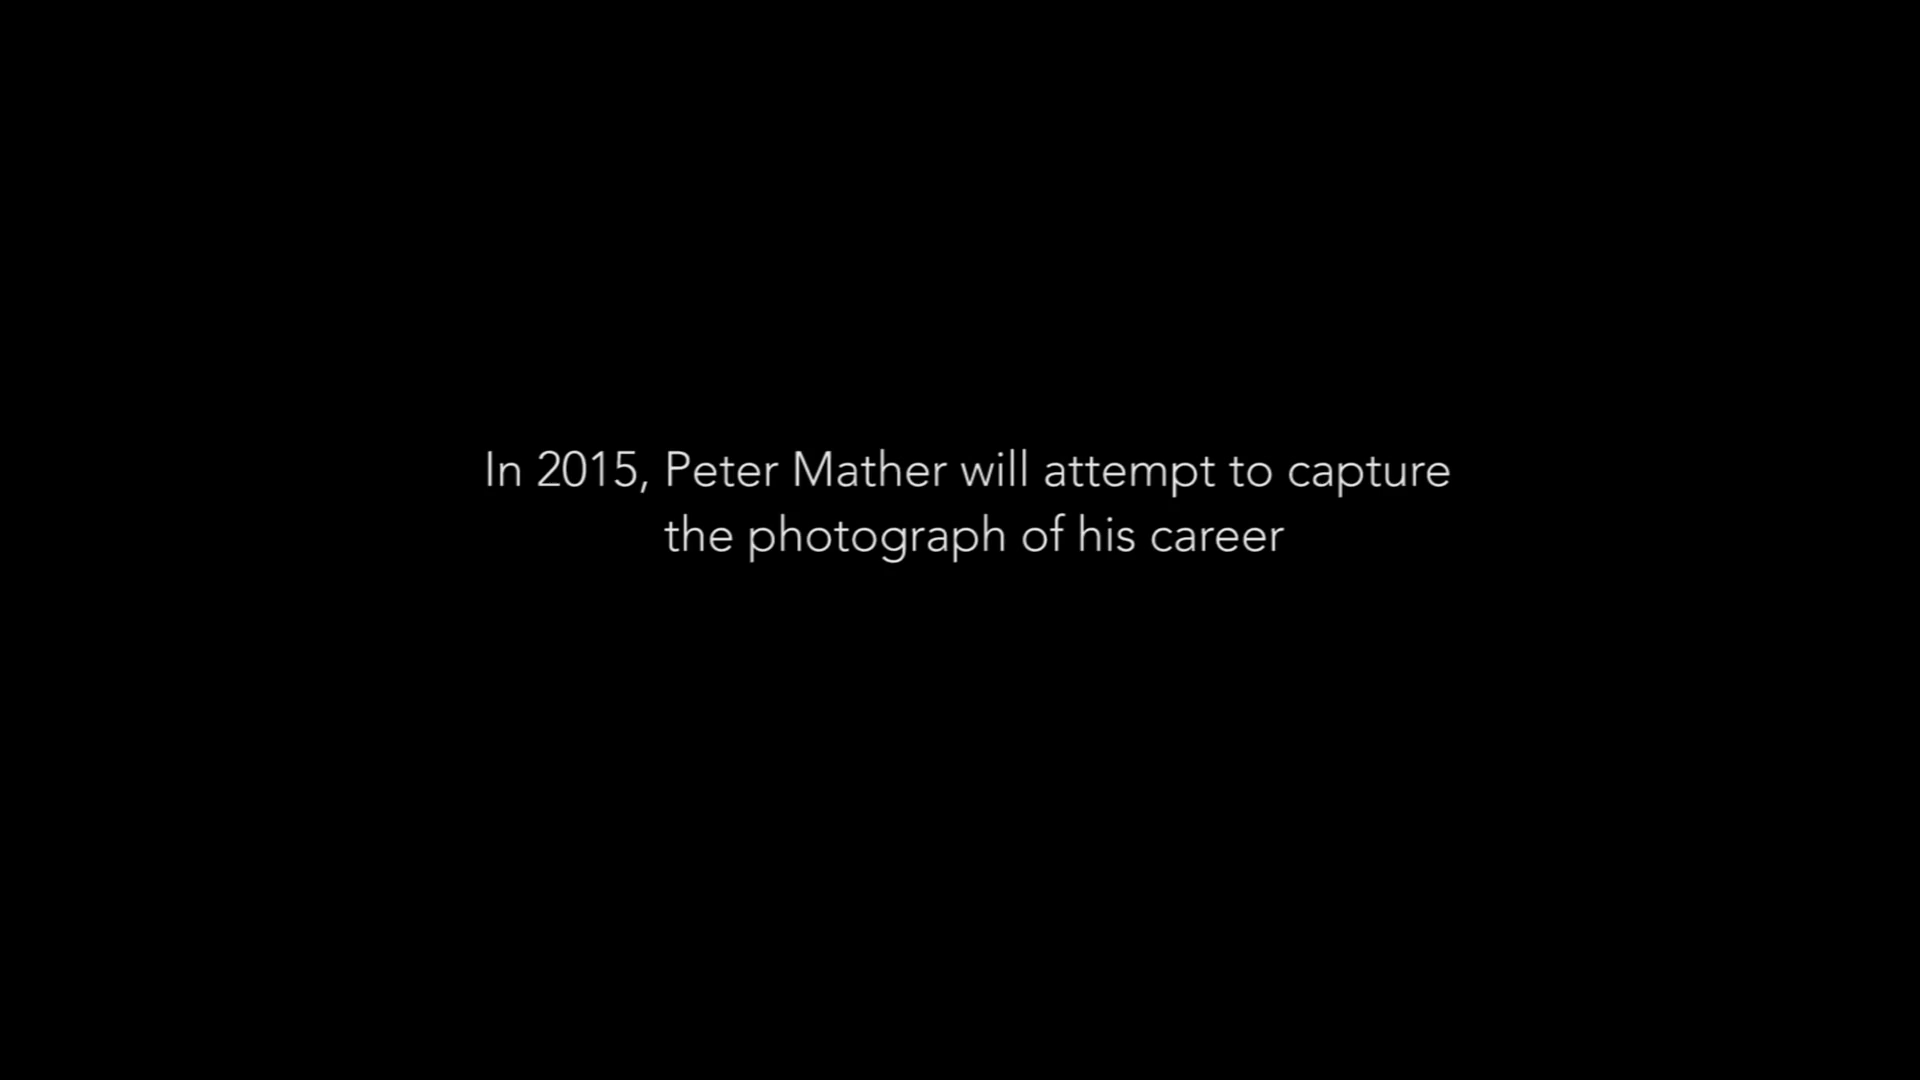 In 2015, Peter Mather will attempt to capture
the photograph of his career